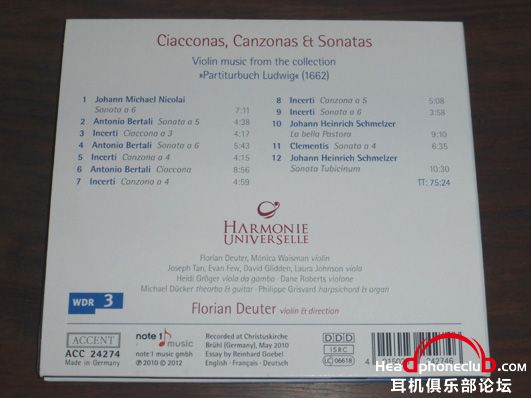 Ciacconas, Canzonas & Sonatas
Violin music from the collection
»Partiturbuch Ludwig« (1662)
1 Johann Michael Nicolai
Sonata a 6 7:11
2 Antonio Bertali Sonata a 5 4:38
3 Incerti Ciaccona a 3 4:17
4 Antonio Bertali Sonata a 6 5:43
5 Incerti Canzona a 4 4:15
6 Antonio Bertali Ciaccona 8:56
7 Incerti Canzona a 4 4:59
8 Incerti Canzona a 5 5:08
9 Incerti Sonata a 6 3:58
10 Johann Heinrich Schmelzer
La bella Pastora 9:10
11 Clementis Sonata a 4 6:35
12 Johann Heinrich Schmelzer
Sonata Tubicinum 10:30
TT: 75:24
HARMONIE
UNIVERSELLE
Florian Deuter, Mónica Waisman violin
Joseph Tan, Evan Few, David Glidden, Laura Johnson viola
Heidi Gröger viola da gamba · Dane Roberts violone
Michael Dücker theorbo & guitar · Philippe Grisvard harpsichord & organ
WDR 3
Florian Deuter violin & direction
ACCENT
ACC 24274
Made in Germany
note 1 music
note 1 music gmbh
℗ 2010 © 2012
Recorded at Christuskirche
Brühl (Germany), May 2010
Essay by Reinhard Goebel
English · Français · Deutsch
DDD
ISRC
LC 06618
242746
HeadphonecluB.com
耳机俱乐部论坛